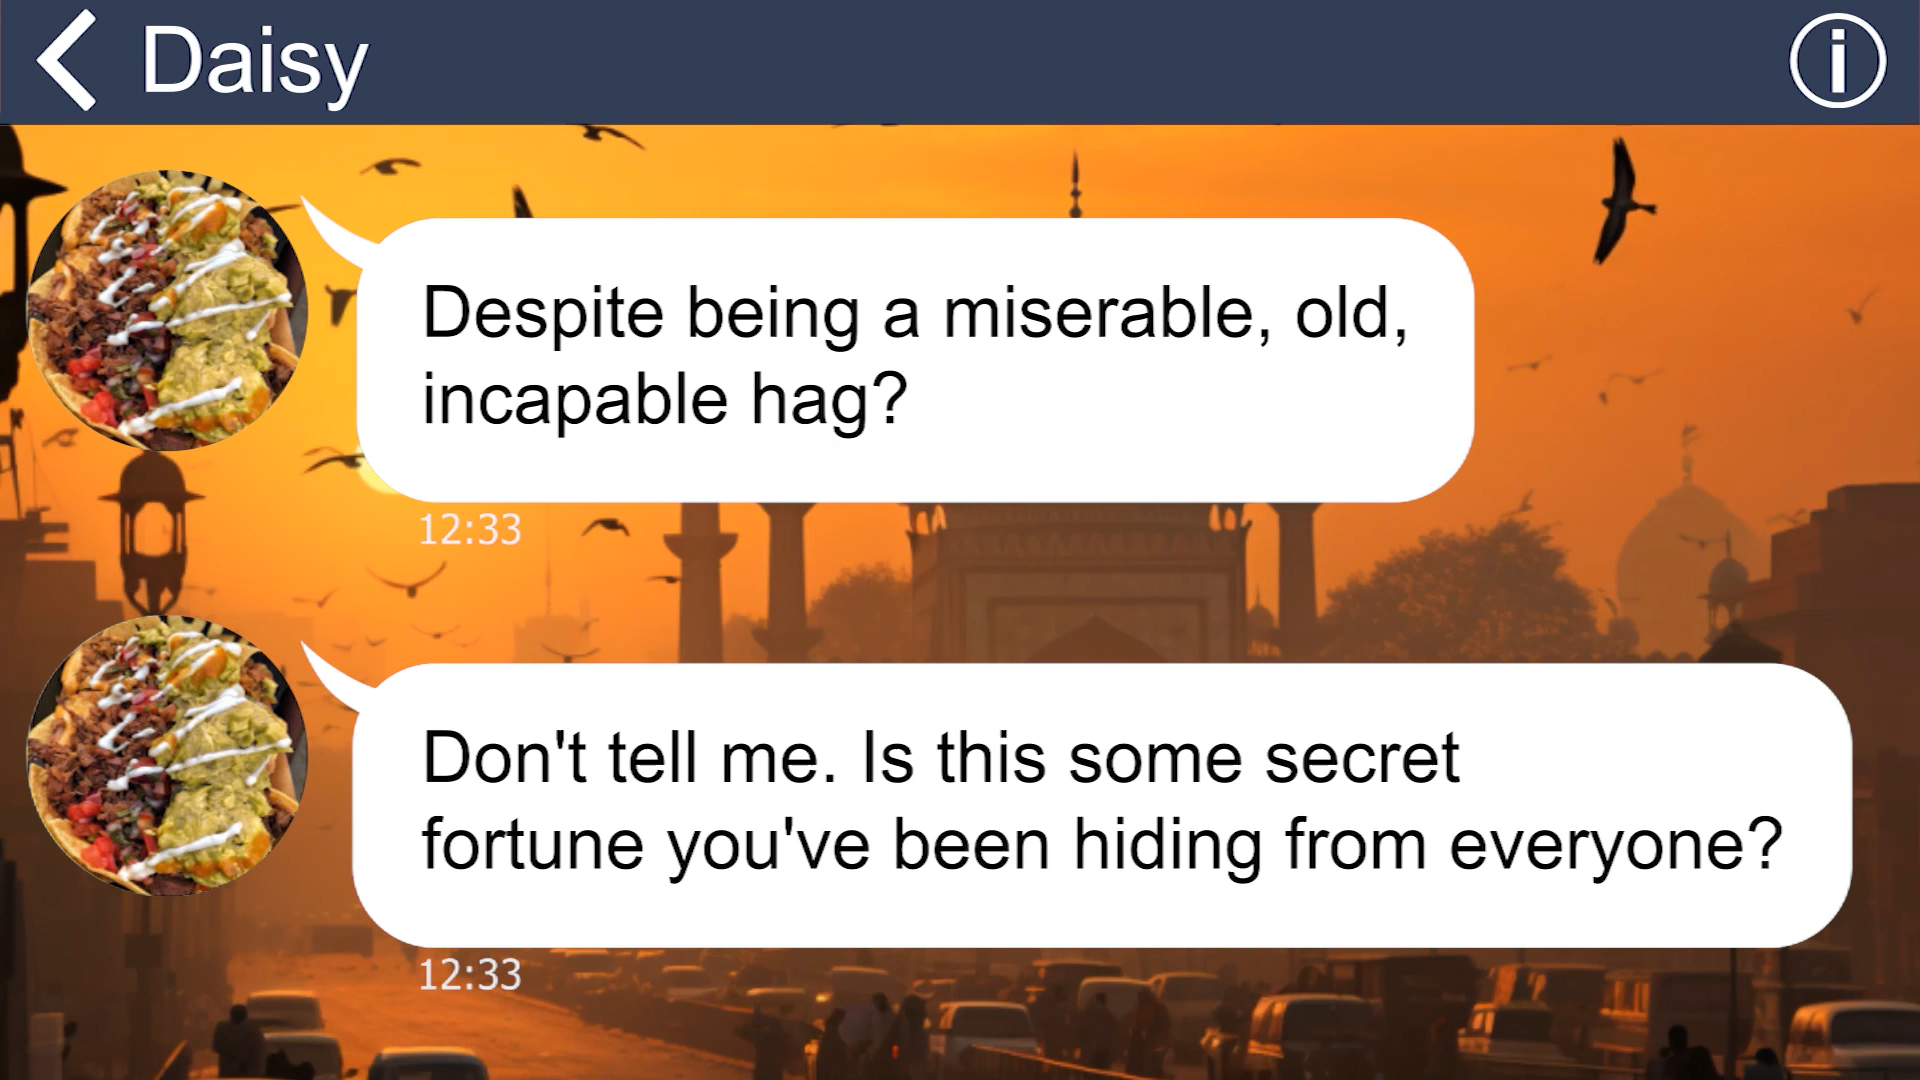 Daisy
Despite being a miserable, old,
incapable hag?
12:33
Don't tell me. Is this some secret
fortune you've been hiding from everyone?
12:33